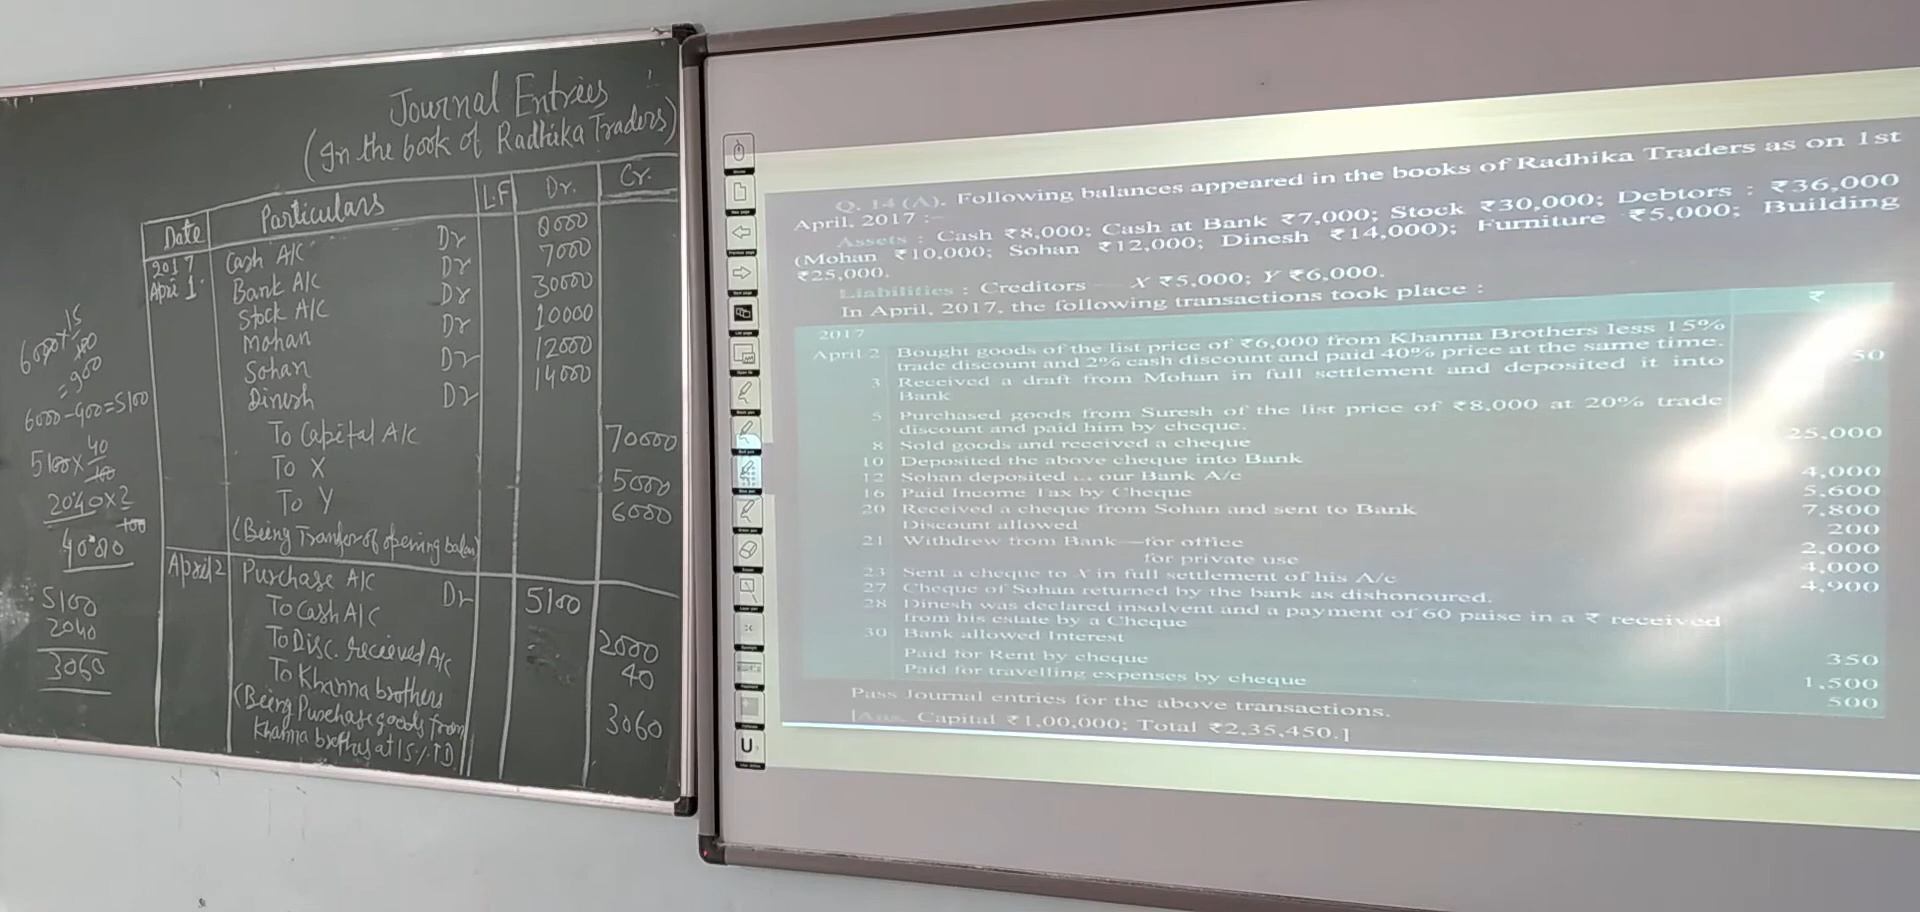 Journal Entries
(In the book of Radhika Traders)
Date Particulars L.F Dr. Cr.
2017 Cash A/C Dr 8000
April 1. Bank A/C Dr 7000
Stock A/C Dr 30000
Mohan Dr 10000
Sohan Dr 12000
Dinesh Dr 14000
To Capital A/C 70000
To X 5000
To Y 6000
(Being Transfer of opening balan)
April 2 Purchase A/C Dr 5100
To Cash A/C 2000
To Disc. recieved A/c 40
To Khanna brothers 3060
(Being Purchase goods from
Khanna brothers at 15% TD
6000 × 15
100
= 900
6000 - 900 = 5100
5100 × 40
100
2040 × 2
100
40.80
5100
2040
3060
Q. 14 (A). Following balances appeared in the books of Radhika Traders as on 1st
April, 2017 :–
Assets : Cash ₹8,000; Cash at Bank ₹7,000; Stock ₹30,000; Debtors : ₹36,000
(Mohan ₹10,000; Sohan ₹12,000; Dinesh ₹14,000); Furniture ₹5,000; Building
₹25,000.
Liabilities : Creditors — X ₹5,000; Y ₹6,000.
In April, 2017, the following transactions took place :
2017 ₹
April 2 Bought goods of the list price of ₹6,000 from Khanna Brothers less 15%
trade discount and 2% cash discount and paid 40% price at the same time.
3 Received a draft from Mohan in full settlement and deposited it into 50
Bank
5 Purchased goods from Suresh of the list price of ₹8,000 at 20% trade
discount and paid him by cheque.
8 Sold goods and received a cheque 25,000
10 Deposited the above cheque into Bank
12 Sohan deposited our Bank A/c 4,000
16 Paid Income Tax by Cheque 5,600
20 Received a cheque from Sohan and sent to Bank 7,800
Discount allowed 200
21 Withdrew from Bank—for office 2,000
for private use 4,000
23 Sent a cheque to X in full settlement of his A/c 4,900
27 Cheque of Sohan returned by the bank as dishonoured.
28 Dinesh was declared insolvent and a payment of 60 paise in a ₹ received
from his estate by a Cheque
30 Bank allowed Interest 350
Paid for Rent by cheque 1,500
Paid for travelling expenses by cheque 500
Pass Journal entries for the above transactions.
[Ans. Capital ₹1,00,000; Total ₹2,35,450.]